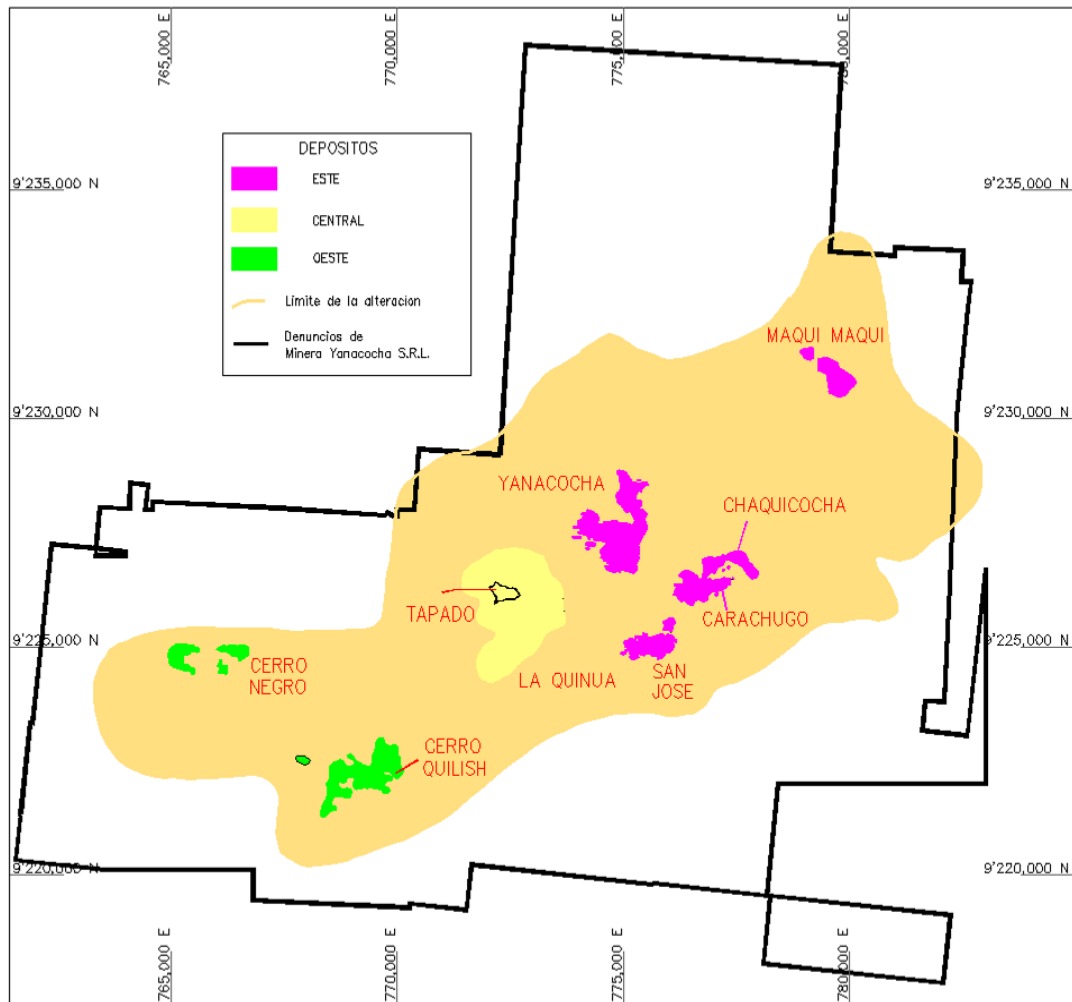 765,000 E
770,000 E
775,000 E
780,000 E
DEPOSITOS
ESTE
CENTRAL
OESTE
Límite de la alteracion
Denuncios de
Minera Yanacocha S.R.L.
9'235,000 N
9'235,000 N
MAQUI MAQUI
9'230,000 N
9'230,000 N
YANACOCHA
CHAQUICOCHA
TAPADO
CARACHUGO
9'225,000 N
9'225,000 N
CERRO
NEGRO
LA QUINUA
SAN
JOSE
CERRO
QUILISH
9'220,000 N
9'220,000 N
765,000 E
770,000 E
775,000 E
780,000 E